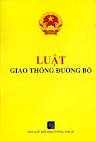 LUẬT
GIAO THÔNG ĐƯỜNG BỘ